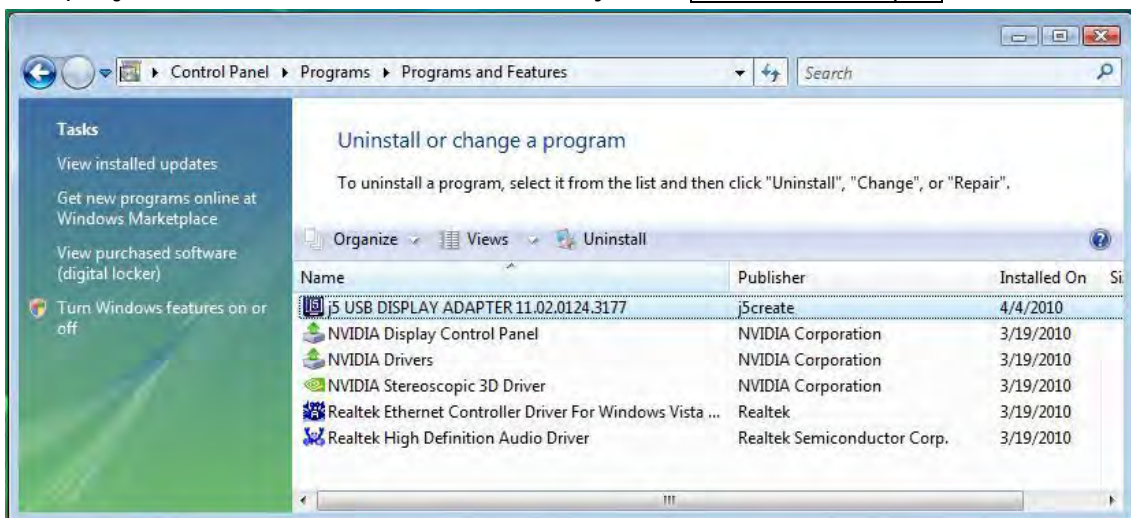 Control Panel ▸ Programs ▸ Programs and Features
Search
Tasks
View installed updates
Get new programs online at
Windows Marketplace
View purchased software
(digital locker)
Turn Windows features on or
off
Uninstall or change a program
To uninstall a program, select it from the list and then click "Uninstall", "Change", or "Repair".
Organize Views Uninstall
Name Publisher Installed On Si
j5 USB DISPLAY ADAPTER 11.02.0124.3177 j5create 4/4/2010
NVIDIA Display Control Panel NVIDIA Corporation 3/19/2010
NVIDIA Drivers NVIDIA Corporation 3/19/2010
NVIDIA Stereoscopic 3D Driver NVIDIA Corporation 3/19/2010
Realtek Ethernet Controller Driver For Windows Vista ... Realtek 3/19/2010
Realtek High Definition Audio Driver Realtek Semiconductor Corp. 3/19/2010